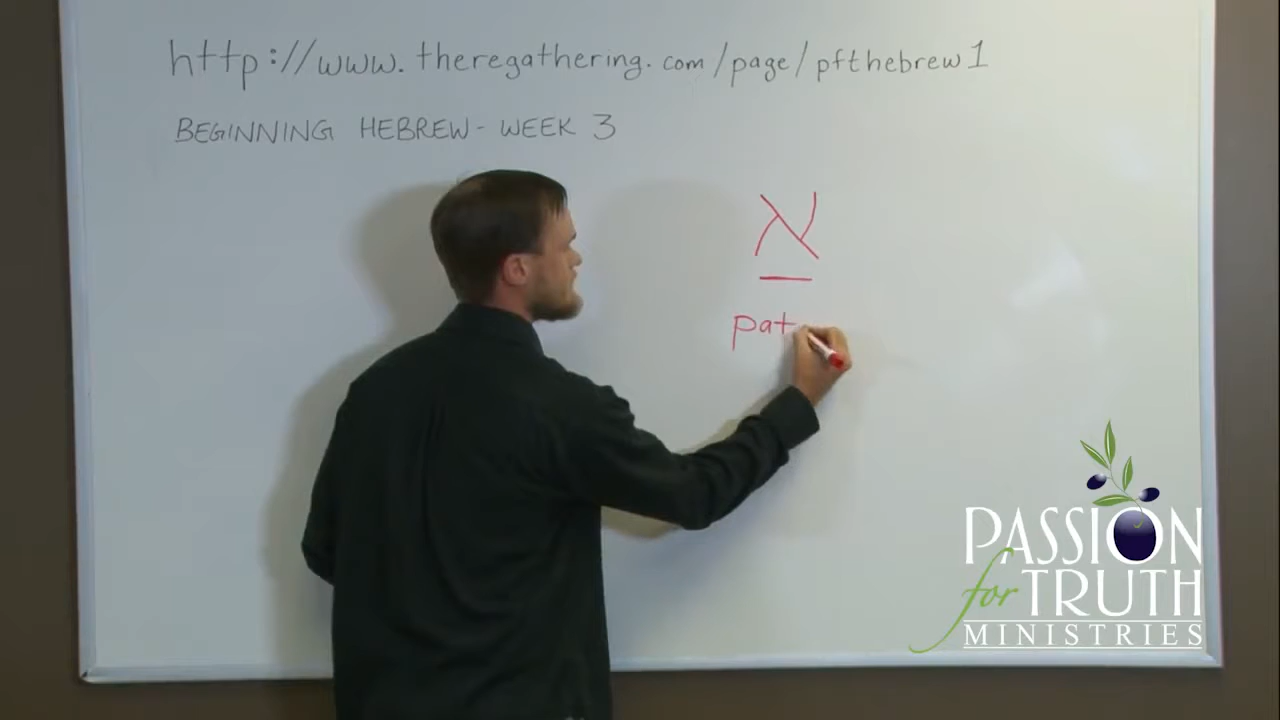 http://www.theregathering.com/page/pfthebrew1
BEGINNING HEBREW- WEEK 3
אַ
pat
PASSION
for TRUTH
MINISTRIES